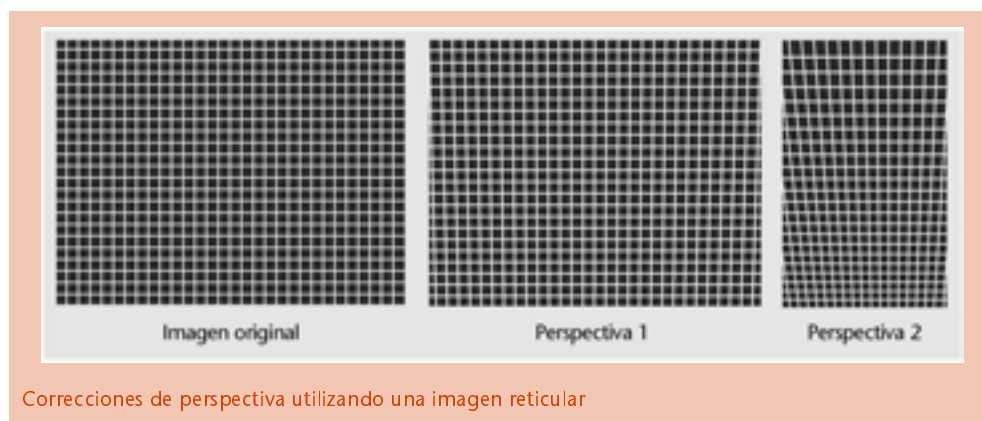 Imagen original
Perspectiva 1
Perspectiva 2
Correcciones de perspectiva utilizando una imagen reticular